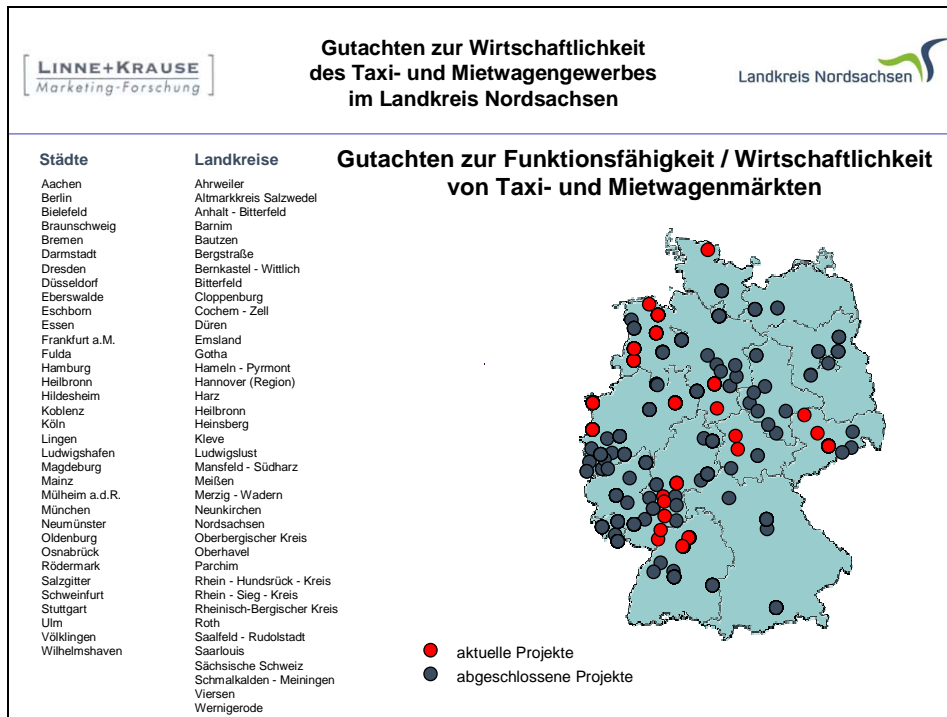 LINNE+KRAUSE
Marketing-Forschung
Gutachten zur Wirtschaftlichkeit
des Taxi- und Mietwagengewerbes
im Landkreis Nordsachsen
Landkreis Nordsachsen
Gutachten zur Funktionsfähigkeit / Wirtschaftlichkeit
von Taxi- und Mietwagenmärkten
Städte
Aachen
Berlin
Bielefeld
Braunschweig
Bremen
Darmstadt
Dresden
Düsseldorf
Eberswalde
Eschborn
Essen
Frankfurt a.M.
Fulda
Hamburg
Heilbronn
Hildesheim
Koblenz
Köln
Lingen
Ludwigshafen
Magdeburg
Mainz
Mülheim a.d.R.
München
Neumünster
Oldenburg
Osnabrück
Rödermark
Salzgitter
Schweinfurt
Stuttgart
Ulm
Völklingen
Wilhelmshaven
Landkreise
Ahrweiler
Altmarkkreis Salzwedel
Anhalt - Bitterfeld
Barnim
Bautzen
Bergstraße
Bernkastel - Wittlich
Bitterfeld
Cloppenburg
Cochem - Zell
Düren
Emsland
Gotha
Hameln - Pyrmont
Hannover (Region)
Harz
Heilbronn
Heinsberg
Kleve
Ludwigslust
Mansfeld - Südharz
Meißen
Merzig - Wadern
Neunkirchen
Nordsachsen
Oberbergischer Kreis
Oberhavel
Parchim
Rhein - Hundsrück - Kreis
Rhein - Sieg - Kreis
Rheinisch-Bergischer Kreis
Roth
Saalfeld - Rudolstadt
Saarlouis
Sächsische Schweiz
Schmalkalden - Meiningen
Viersen
Wernigerode
aktuelle Projekte
abgeschlossene Projekte